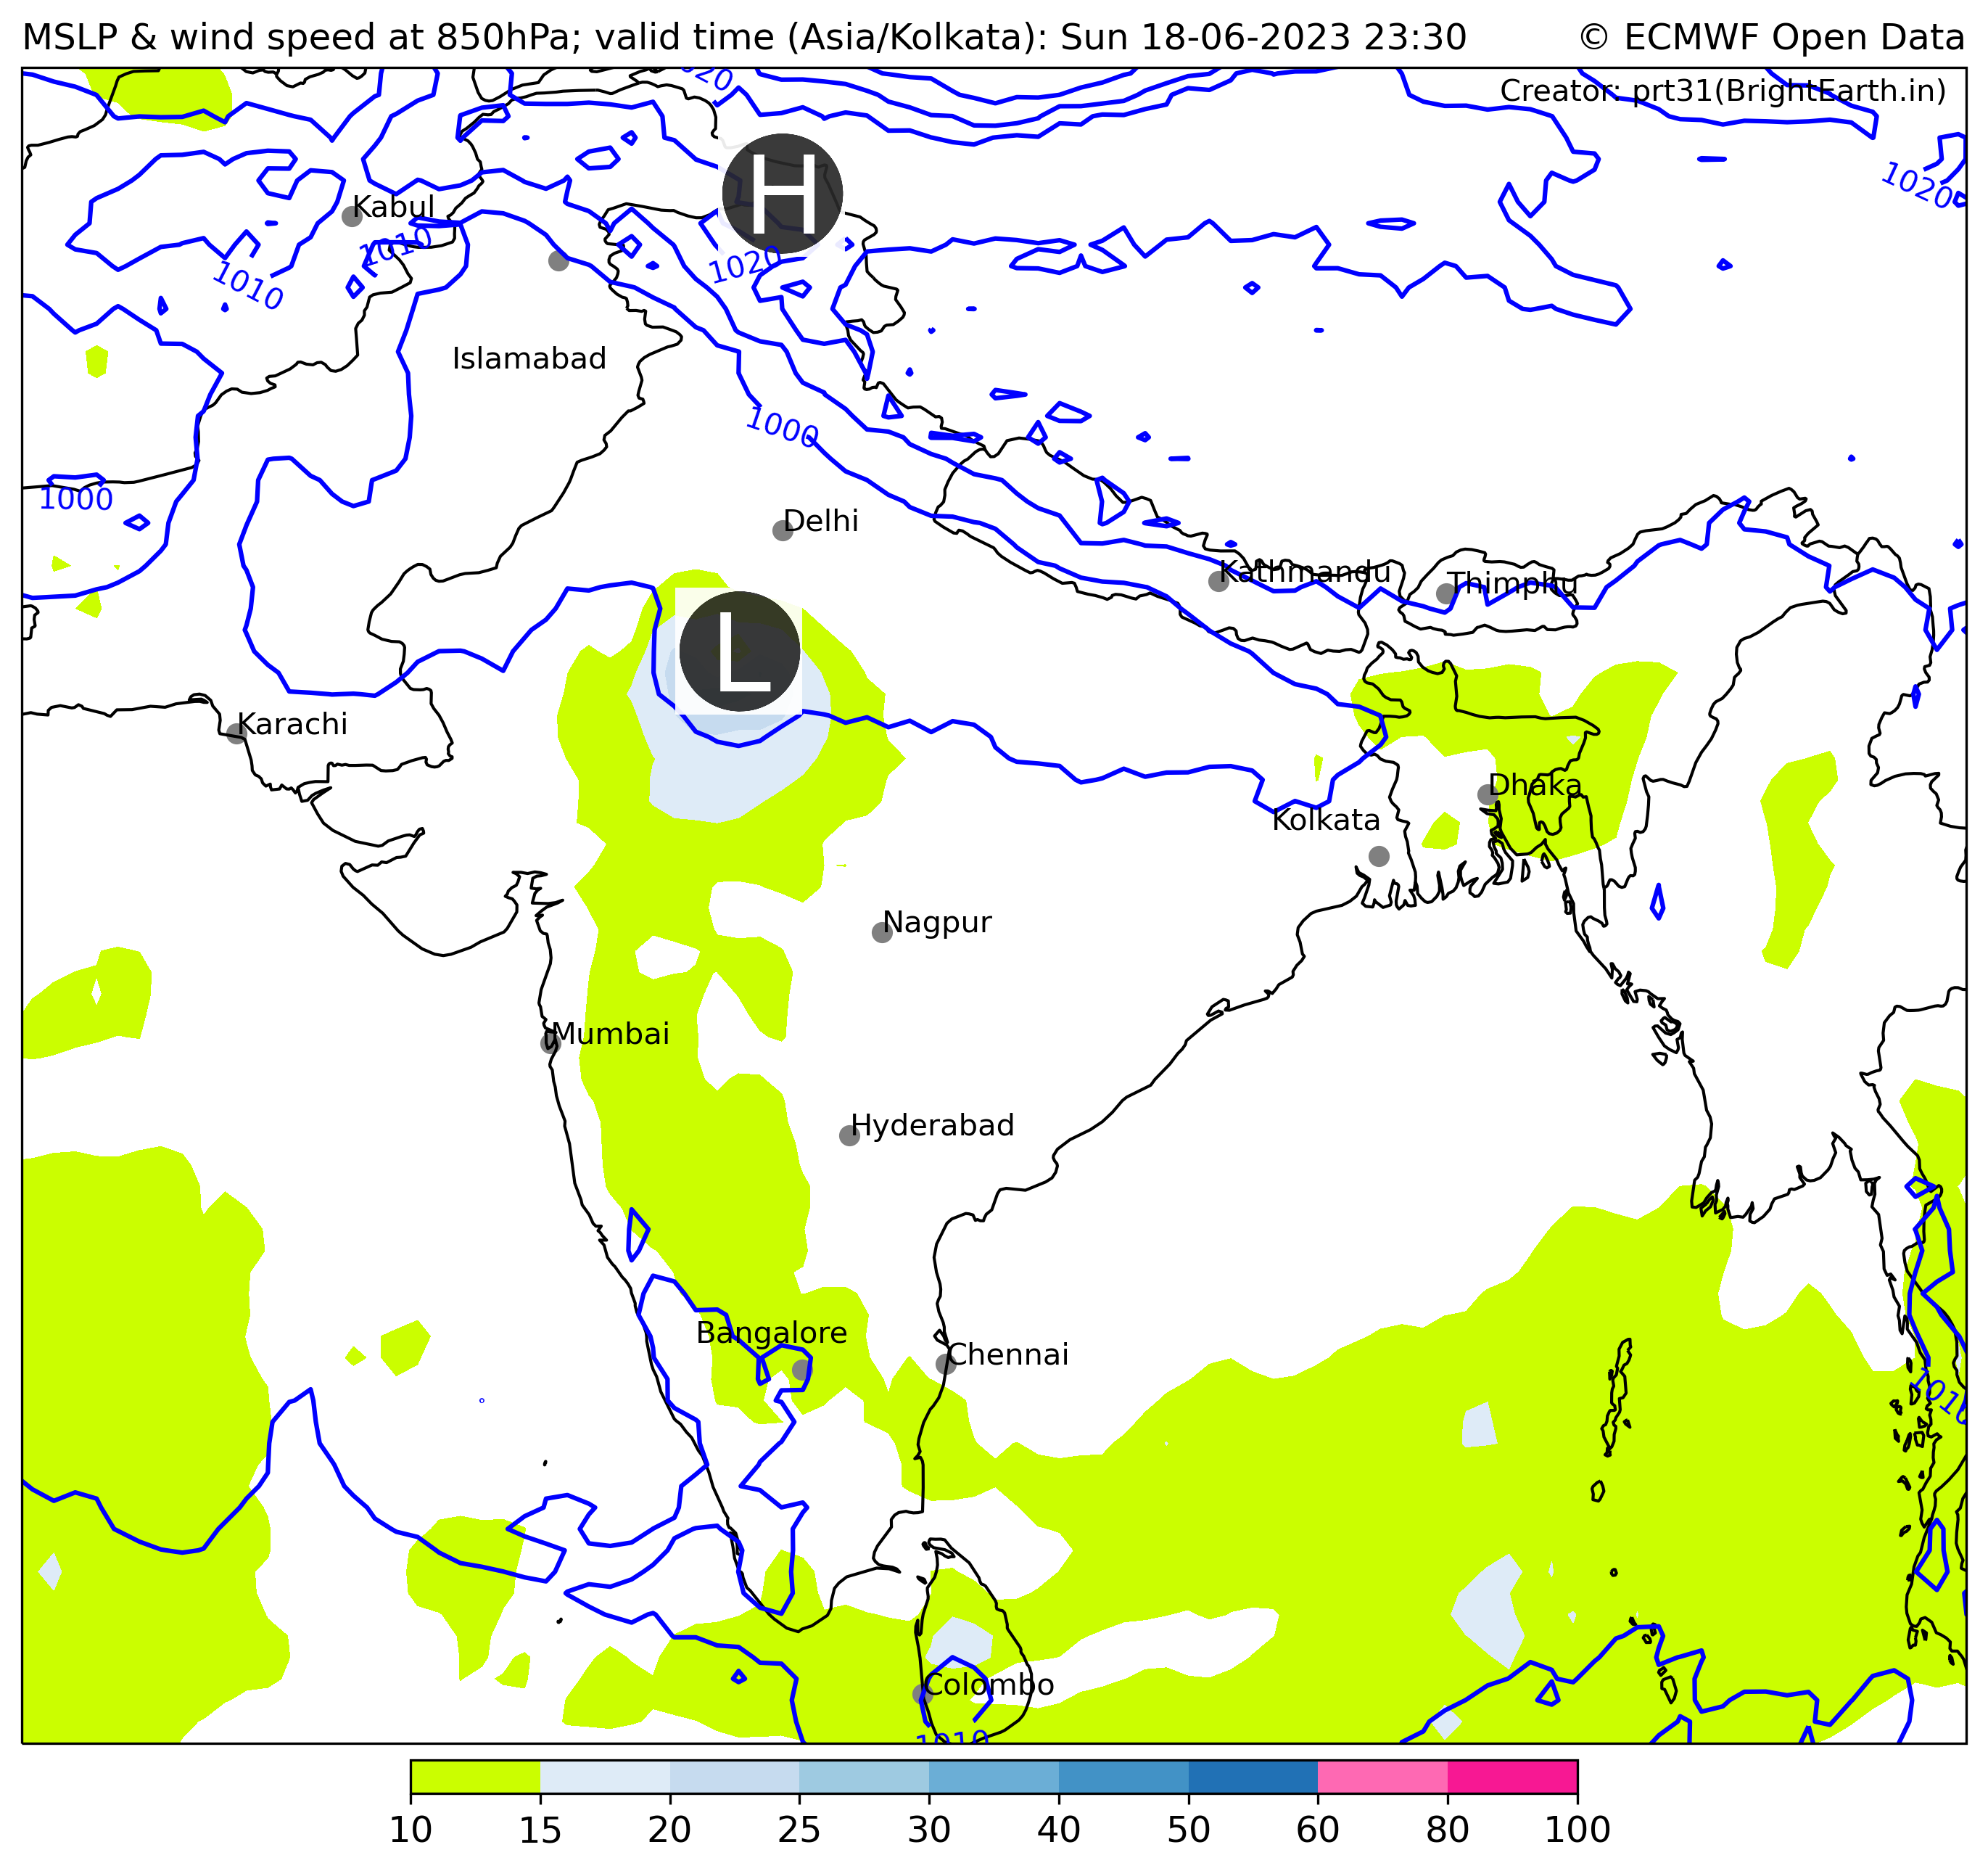 MSLP & wind speed at 850hPa; valid time (Asia/Kolkata): Sun 18-06-2023 23:30
© ECMWF Open Data
Creator: prt31(BrightEarth.in)
H
1020
1020
Kabul
1010
1020
1010
Islamabad
1000
1000
Delhi
Kathmandu
Thimphu
L
Karachi
Dhaka
Kolkata
Nagpur
Mumbai
Hyderabad
Bangalore
Chennai
1010
Colombo
1010
10 15 20 25 30 40 50 60 80 100